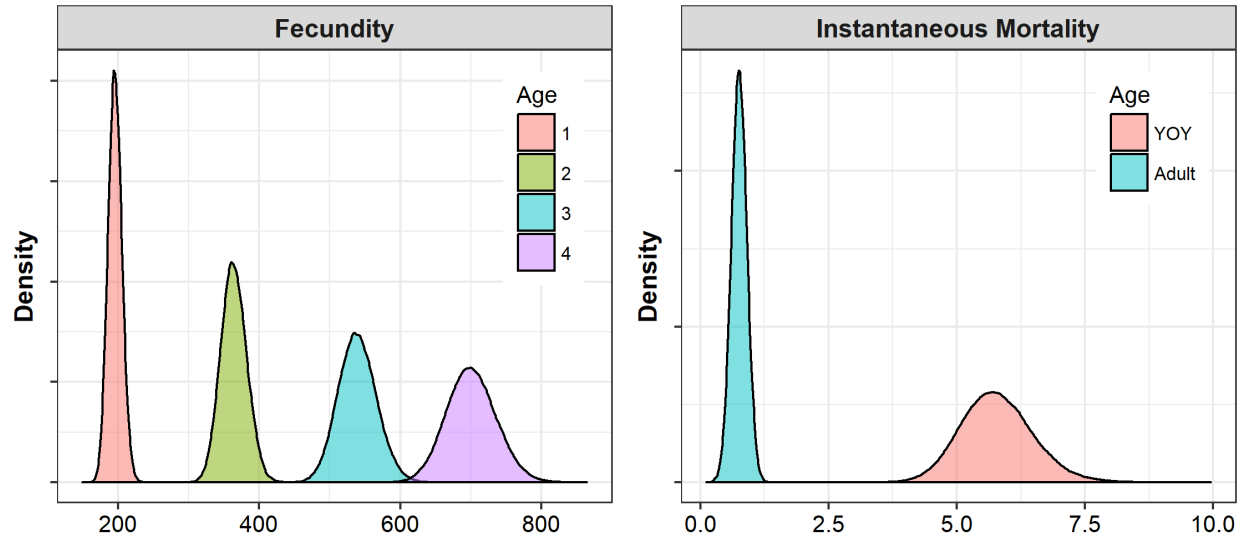 Fecundity
Density
Age
1
2
3
4
200 400 600 800
Instantaneous Mortality
Density
Age
YOY
Adult
0.0 2.5 5.0 7.5 10.0